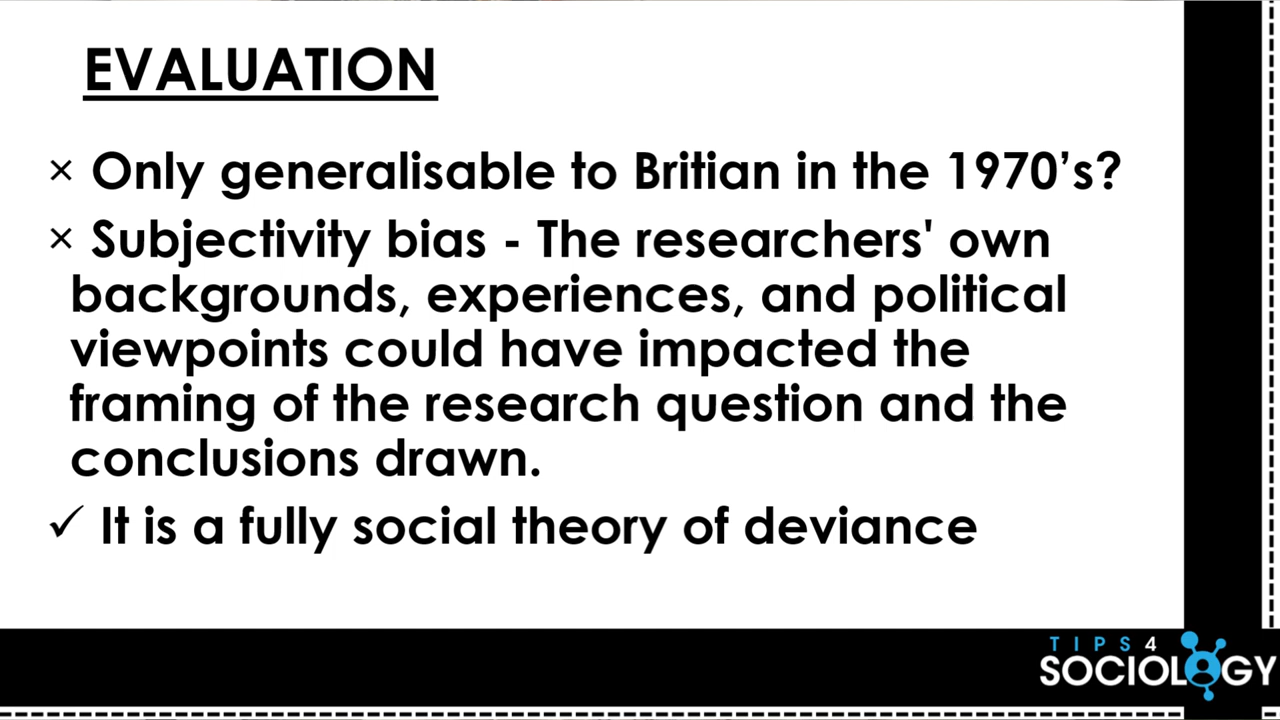 EVALUATION
× Only generalisable to Britian in the 1970’s?
× Subjectivity bias - The researchers' own
backgrounds, experiences, and political
viewpoints could have impacted the
framing of the research question and the
conclusions drawn.
✓ It is a fully social theory of deviance
TIPS4
SOCIOLOGY